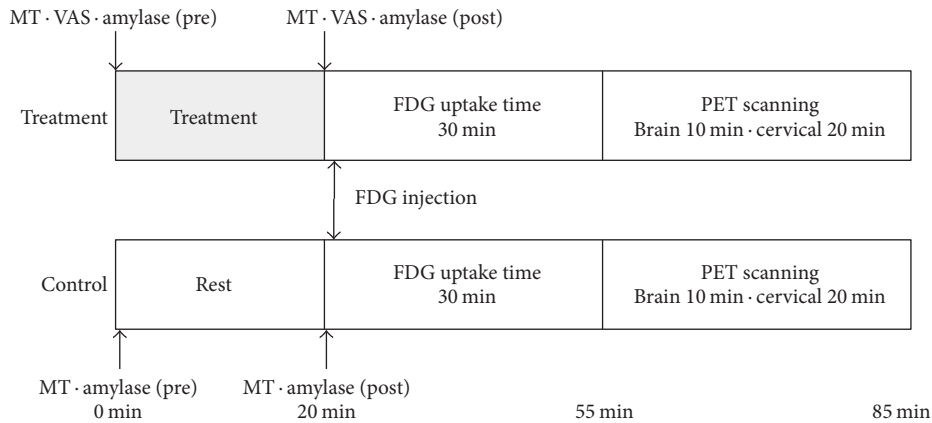 MT · VAS · amylase (pre)
MT · VAS · amylase (post)
Treatment
Treatment
FDG uptake time
30 min
PET scanning
Brain 10 min · cervical 20 min
FDG injection
Control
Rest
FDG uptake time
30 min
PET scanning
Brain 10 min · cervical 20 min
MT · amylase (pre)
MT · amylase (post)
0 min
20 min
55 min
85 min